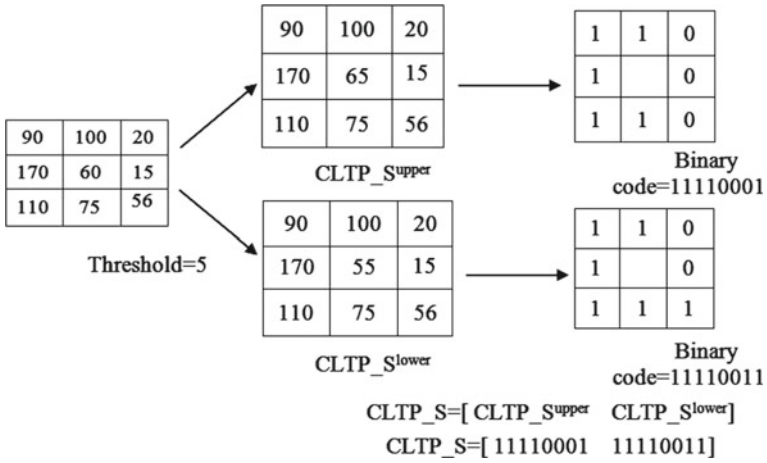 90 100 20
170 60 15
110 75 56
Threshold=5
90 100 20
170 65 15
110 75 56
CLTP_Sᵘᵖᵖᵉʳ
1 1 0
1 0
1 1 0
Binary
code=11110001
90 100 20
170 55 15
110 75 56
CLTP_Sˡᵒʷᵉʳ
1 1 0
1 0
1 1 1
Binary
code=11110011
CLTP_S=[ CLTP_Sᵘᵖᵖᵉʳ CLTP_Sˡᵒʷᵉʳ]
CLTP_S=[ 11110001 11110011]